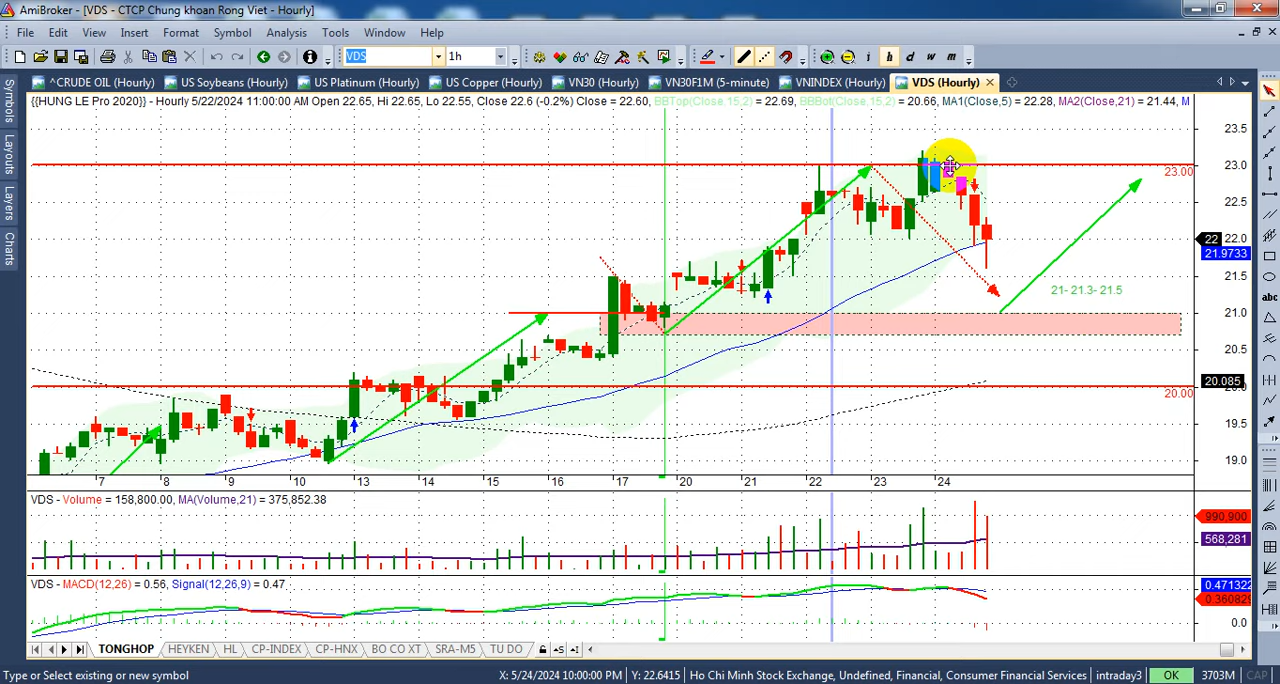 AmiBroker - [VDS - CTCP Chung khoan Rong Viet - Hourly]
File Edit View Insert Format Symbol Analysis Tools Window Help
VDS 1h i h d w m
^CRUDE OIL (Hourly) US Soybeans (Hourly) US Platinum (Hourly) US Copper (Hourly) VN30 (Hourly) VN30F1M (5-minute) VNINDEX (Hourly) VDS (Hourly)
{{HUNG LE Pro 2020}} - Hourly 5/22/2024 11:00:00 AM Open 22.65, Hi 22.65, Lo 22.55, Close 22.6 (-0.2%) Close = 22.60, BBTop(Close,15,2) = 22.69, BBBot(Close,15,2) = 20.66, MA1(Close,5) = 22.28, MA2(Close,21) = 21.44, M
Symbols
Layouts
Layers
Charts
abc
23.5
23.0
23.00
22.5
22
22.0
21.9733
21.5
21- 21.3- 21.5
21.0
20.5
20.085
20.00
19.5
19.0
7 8 9 10 13 14 15 16 17 20 21 22 23 24
VDS - Volume = 158,800.00, MA(Volume,21) = 375,852.38
990,900
568,281
VDS - MACD(12,26) = 0.56, Signal(12,26,9) = 0.47
0.471322
0.360829
0.0
TONGHOP HEYKEN HL CP-INDEX CP-HNX BO CO XT SRA-M5 TU DO
Type or Select existing or new symbol X: 5/24/2024 10:00:00 PM Y: 22.6415 Ho Chi Minh Stock Exchange, Undefined, Financial, Consumer Financial Services intraday3 OK 3703M CAP